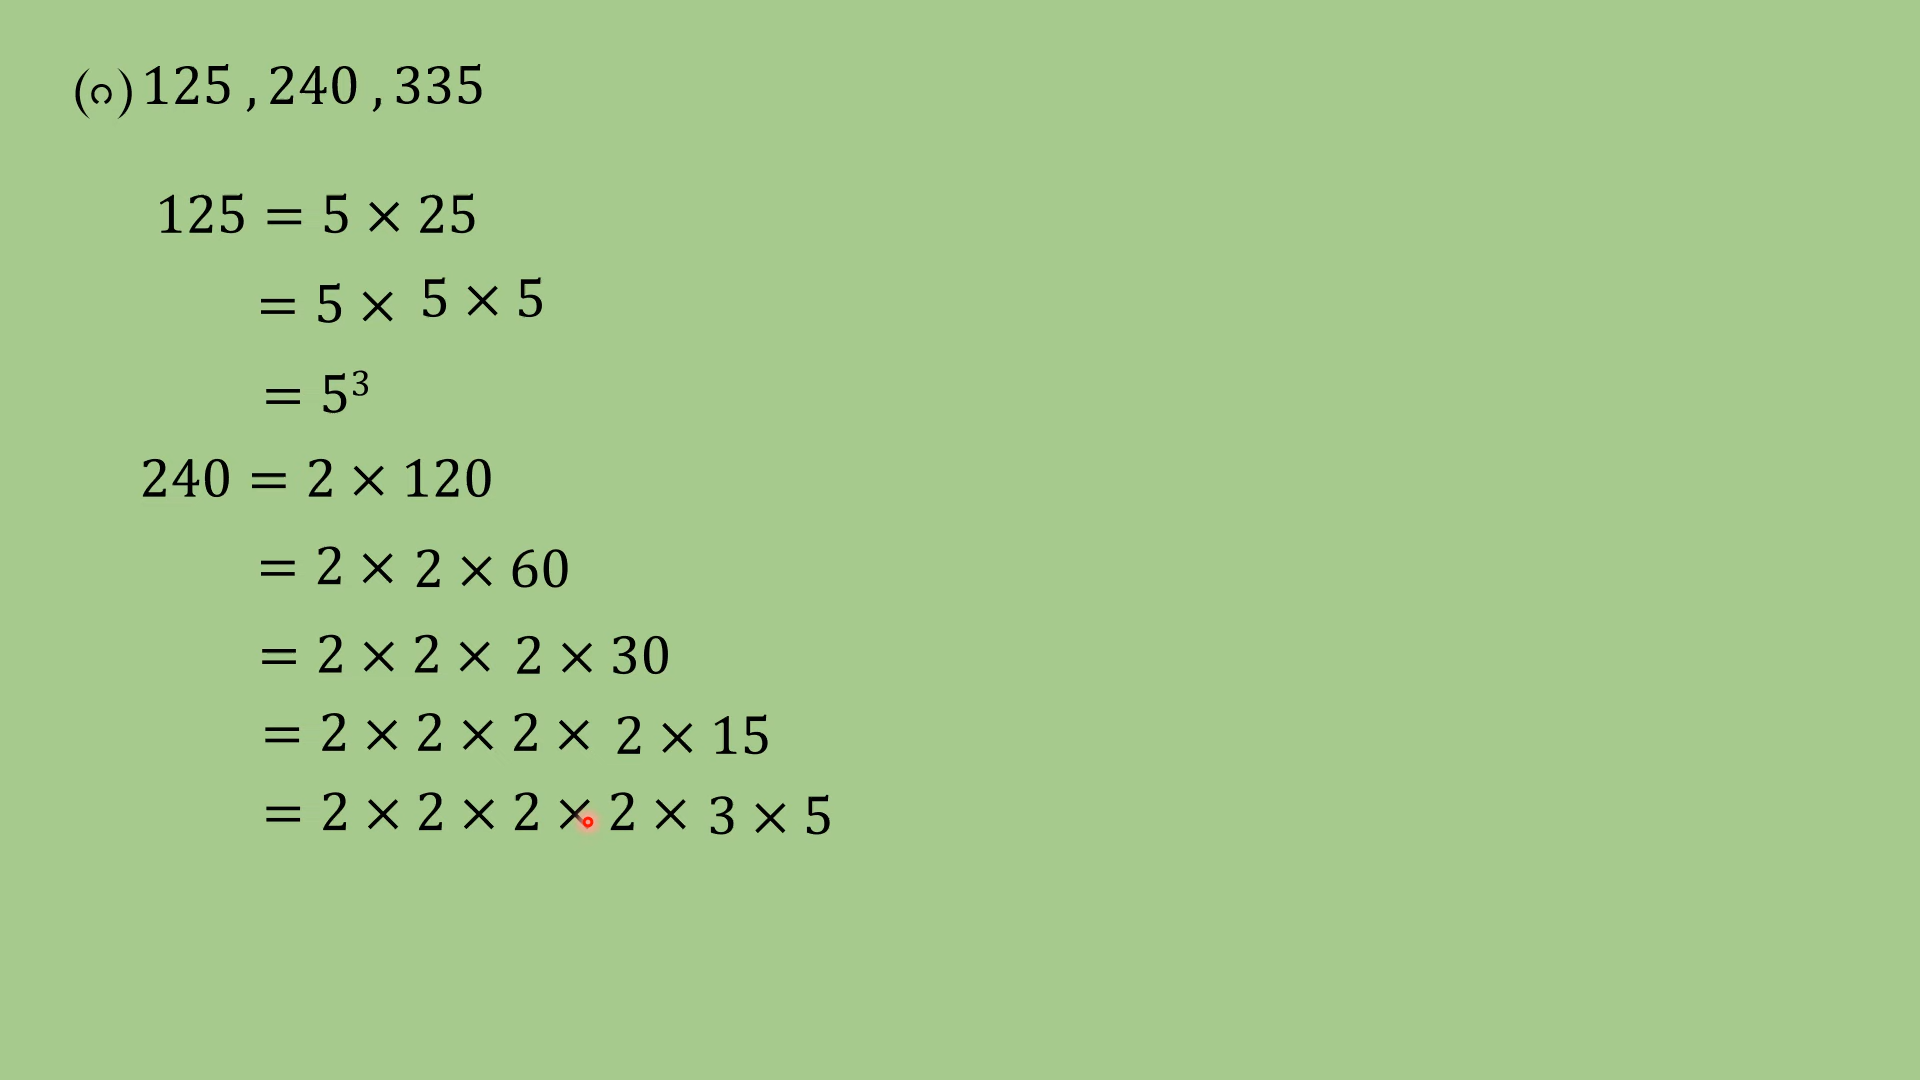 (၁) 125 , 240 , 335
125 = 5 × 25
= 5 × 5 × 5
= 5³
240 = 2 × 120
= 2 × 2 × 60
= 2 × 2 × 2 × 30
= 2 × 2 × 2 × 2 × 15
= 2 × 2 × 2 × 2 × 3 × 5